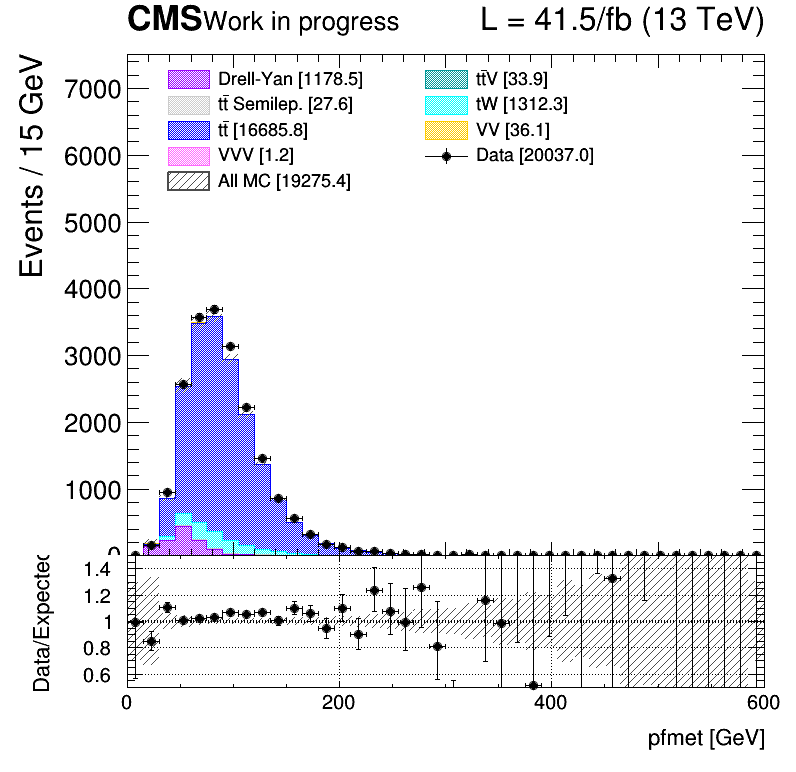 CMS Work in progress L = 41.5/fb (13 TeV)
Events / 15 GeV
7000
6000
5000
4000
3000
2000
1000
0
Drell-Yan [1178.5]
tt̄ Semilep. [27.6]
tt̄ [16685.8]
VVV [1.2]
All MC [19275.4]
tt̄V [33.9]
tW [1312.3]
VV [36.1]
Data [20037.0]
Data/Expected
1.4
1.2
1
0.8
0.6
0 200 400 600
pfmet [GeV]